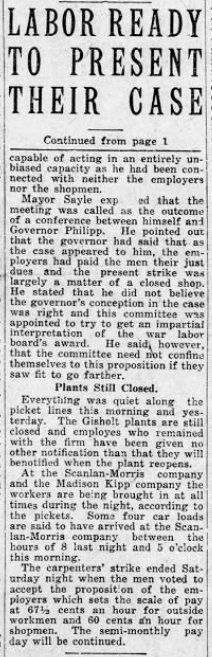 LABOR READY
TO PRESENT
THEIR CASE
Continued from page 1
capable of acting in an entirely un-
biased capacity as he had been con-
nected with neither the employers
nor the shopmen.
Mayor Sayle exp ed that the
meeting was called as the outcome
of a conference between himself and
Governor Philipp. He pointed out
that the governor had said that as
the case appeared to him, the em-
ployers had paid the men their just
dues and the present strike was
largely a matter of a closed shop.
He stated that he did not believe
the governor's conception in the case
was right and this committee was
appointed to try to get an impartial
interpretation of the war labor
board's award. He said, however,
that the committee need not confine
themselves to this proposition if they
saw fit to go farther.
Plants Still Closed.
Everything was quiet along the
picket lines this morning and yes-
terday. The Gisholt plants are still
closed and employes who remained
with the firm have been given no
other notification than that they will
benotified when the plant reopens.
At the Scanlan-Morris company
and the Madison Kipp company the
workers are being brought in at all
times during the night, according to
the pickets. Some four car loads
are said to have arrived at the Scan-
lan-Morris company between the
hours of 8 last night and 5 o'clock
this morning.
The carpenters' strike ended Sat-
urday night when the men voted to
accept the proposition of the em-
ployers which sets the scale of pay
at 67½ cents an hour for outside
workmen and 60 cents an hour for
shopmen. The semi-monthly pay
day will be continued.